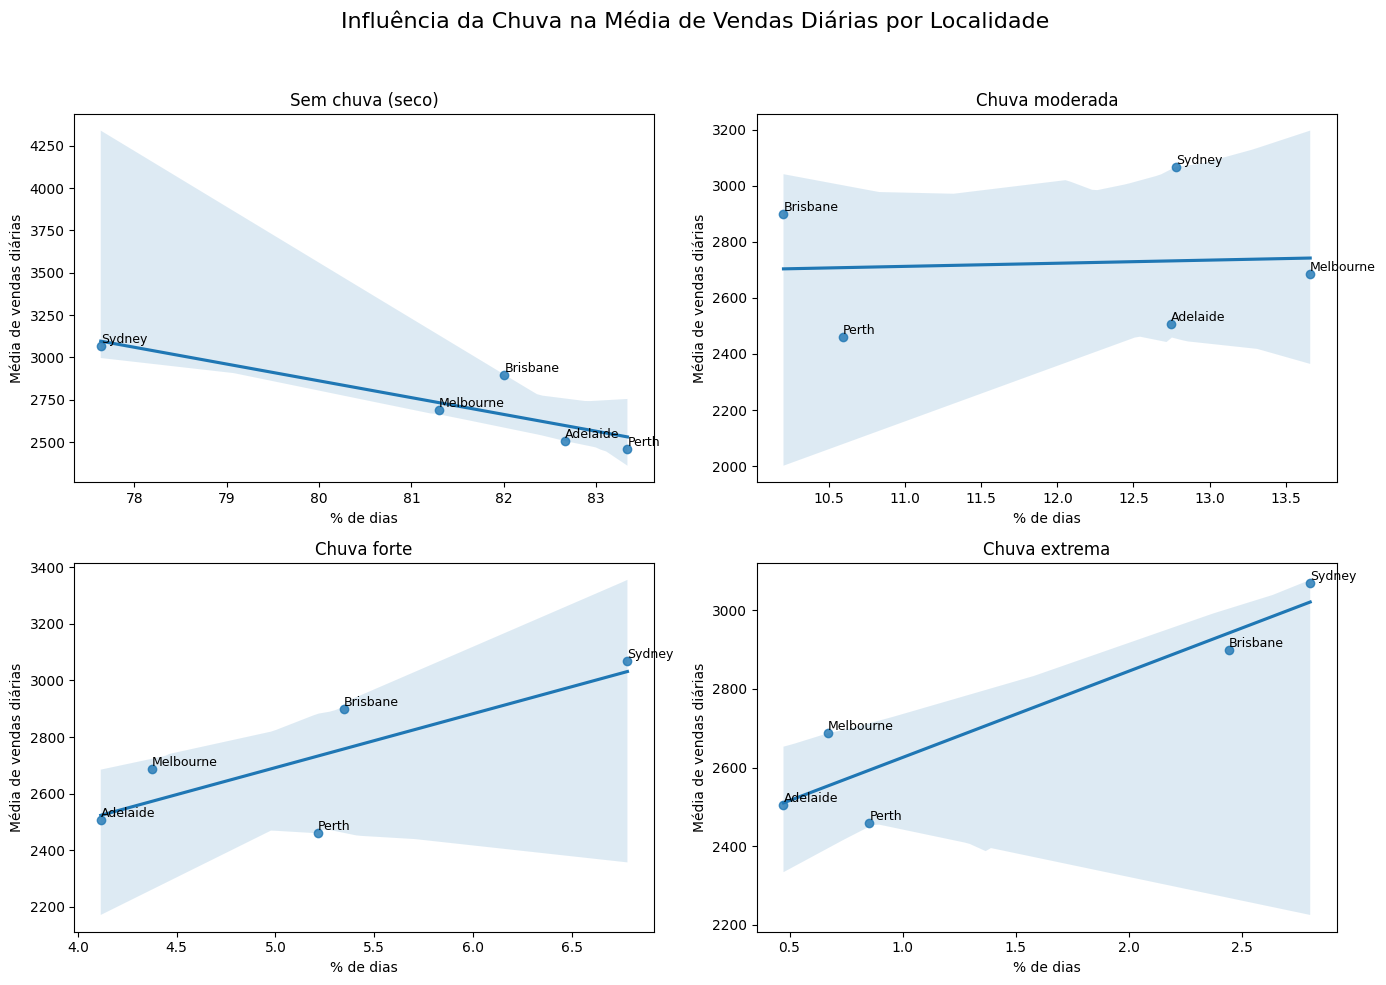 Influência da Chuva na Média de Vendas Diárias por Localidade
Sem chuva (seco)
Média de vendas diárias
4250
4000
3750
3500
3250
3000
2750
2500
Sydney
Brisbane
Melbourne
Adelaide
Perth
78 79 80 81 82 83
% de dias
Chuva moderada
Média de vendas diárias
3200
3000
2800
2600
2400
2200
2000
Sydney
Brisbane
Melbourne
Adelaide
Perth
10.5 11.0 11.5 12.0 12.5 13.0 13.5
% de dias
Chuva forte
Média de vendas diárias
3400
3200
3000
2800
2600
2400
2200
Sydney
Brisbane
Melbourne
Adelaide
Perth
4.0 4.5 5.0 5.5 6.0 6.5
% de dias
Chuva extrema
Média de vendas diárias
3000
2800
2600
2400
2200
Sydney
Brisbane
Melbourne
Adelaide
Perth
0.5 1.0 1.5 2.0 2.5
% de dias